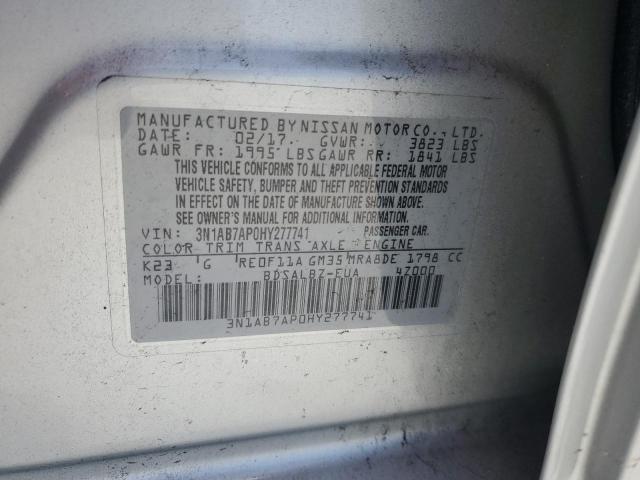 MANUFACTURED BY NISSAN MOTOR CO., LTD.
DATE: 02/17 GVWR: 3823 LBS
GAWR FR: 1995 LBS GAWR RR: 1841 LBS
THIS VEHICLE CONFORMS TO ALL APPLICABLE FEDERAL MOTOR
VEHICLE SAFETY, BUMPER AND THEFT PREVENTION STANDARDS
IN EFFECT ON THE DATE OF MANUFACTURE SHOWN ABOVE.
SEE OWNER'S MANUAL FOR ADDITIONAL INFORMATION.
VIN: 3N1AB7AP0HY277741 PASSENGER CAR.
COLOR TRIM TRANS AXLE ENGINE
K23 G RE0F11A GM35 MRA8DE 1798 CC
MODEL: BDSALBZ-EUA 4Z000
3N1AB7AP0HY277741